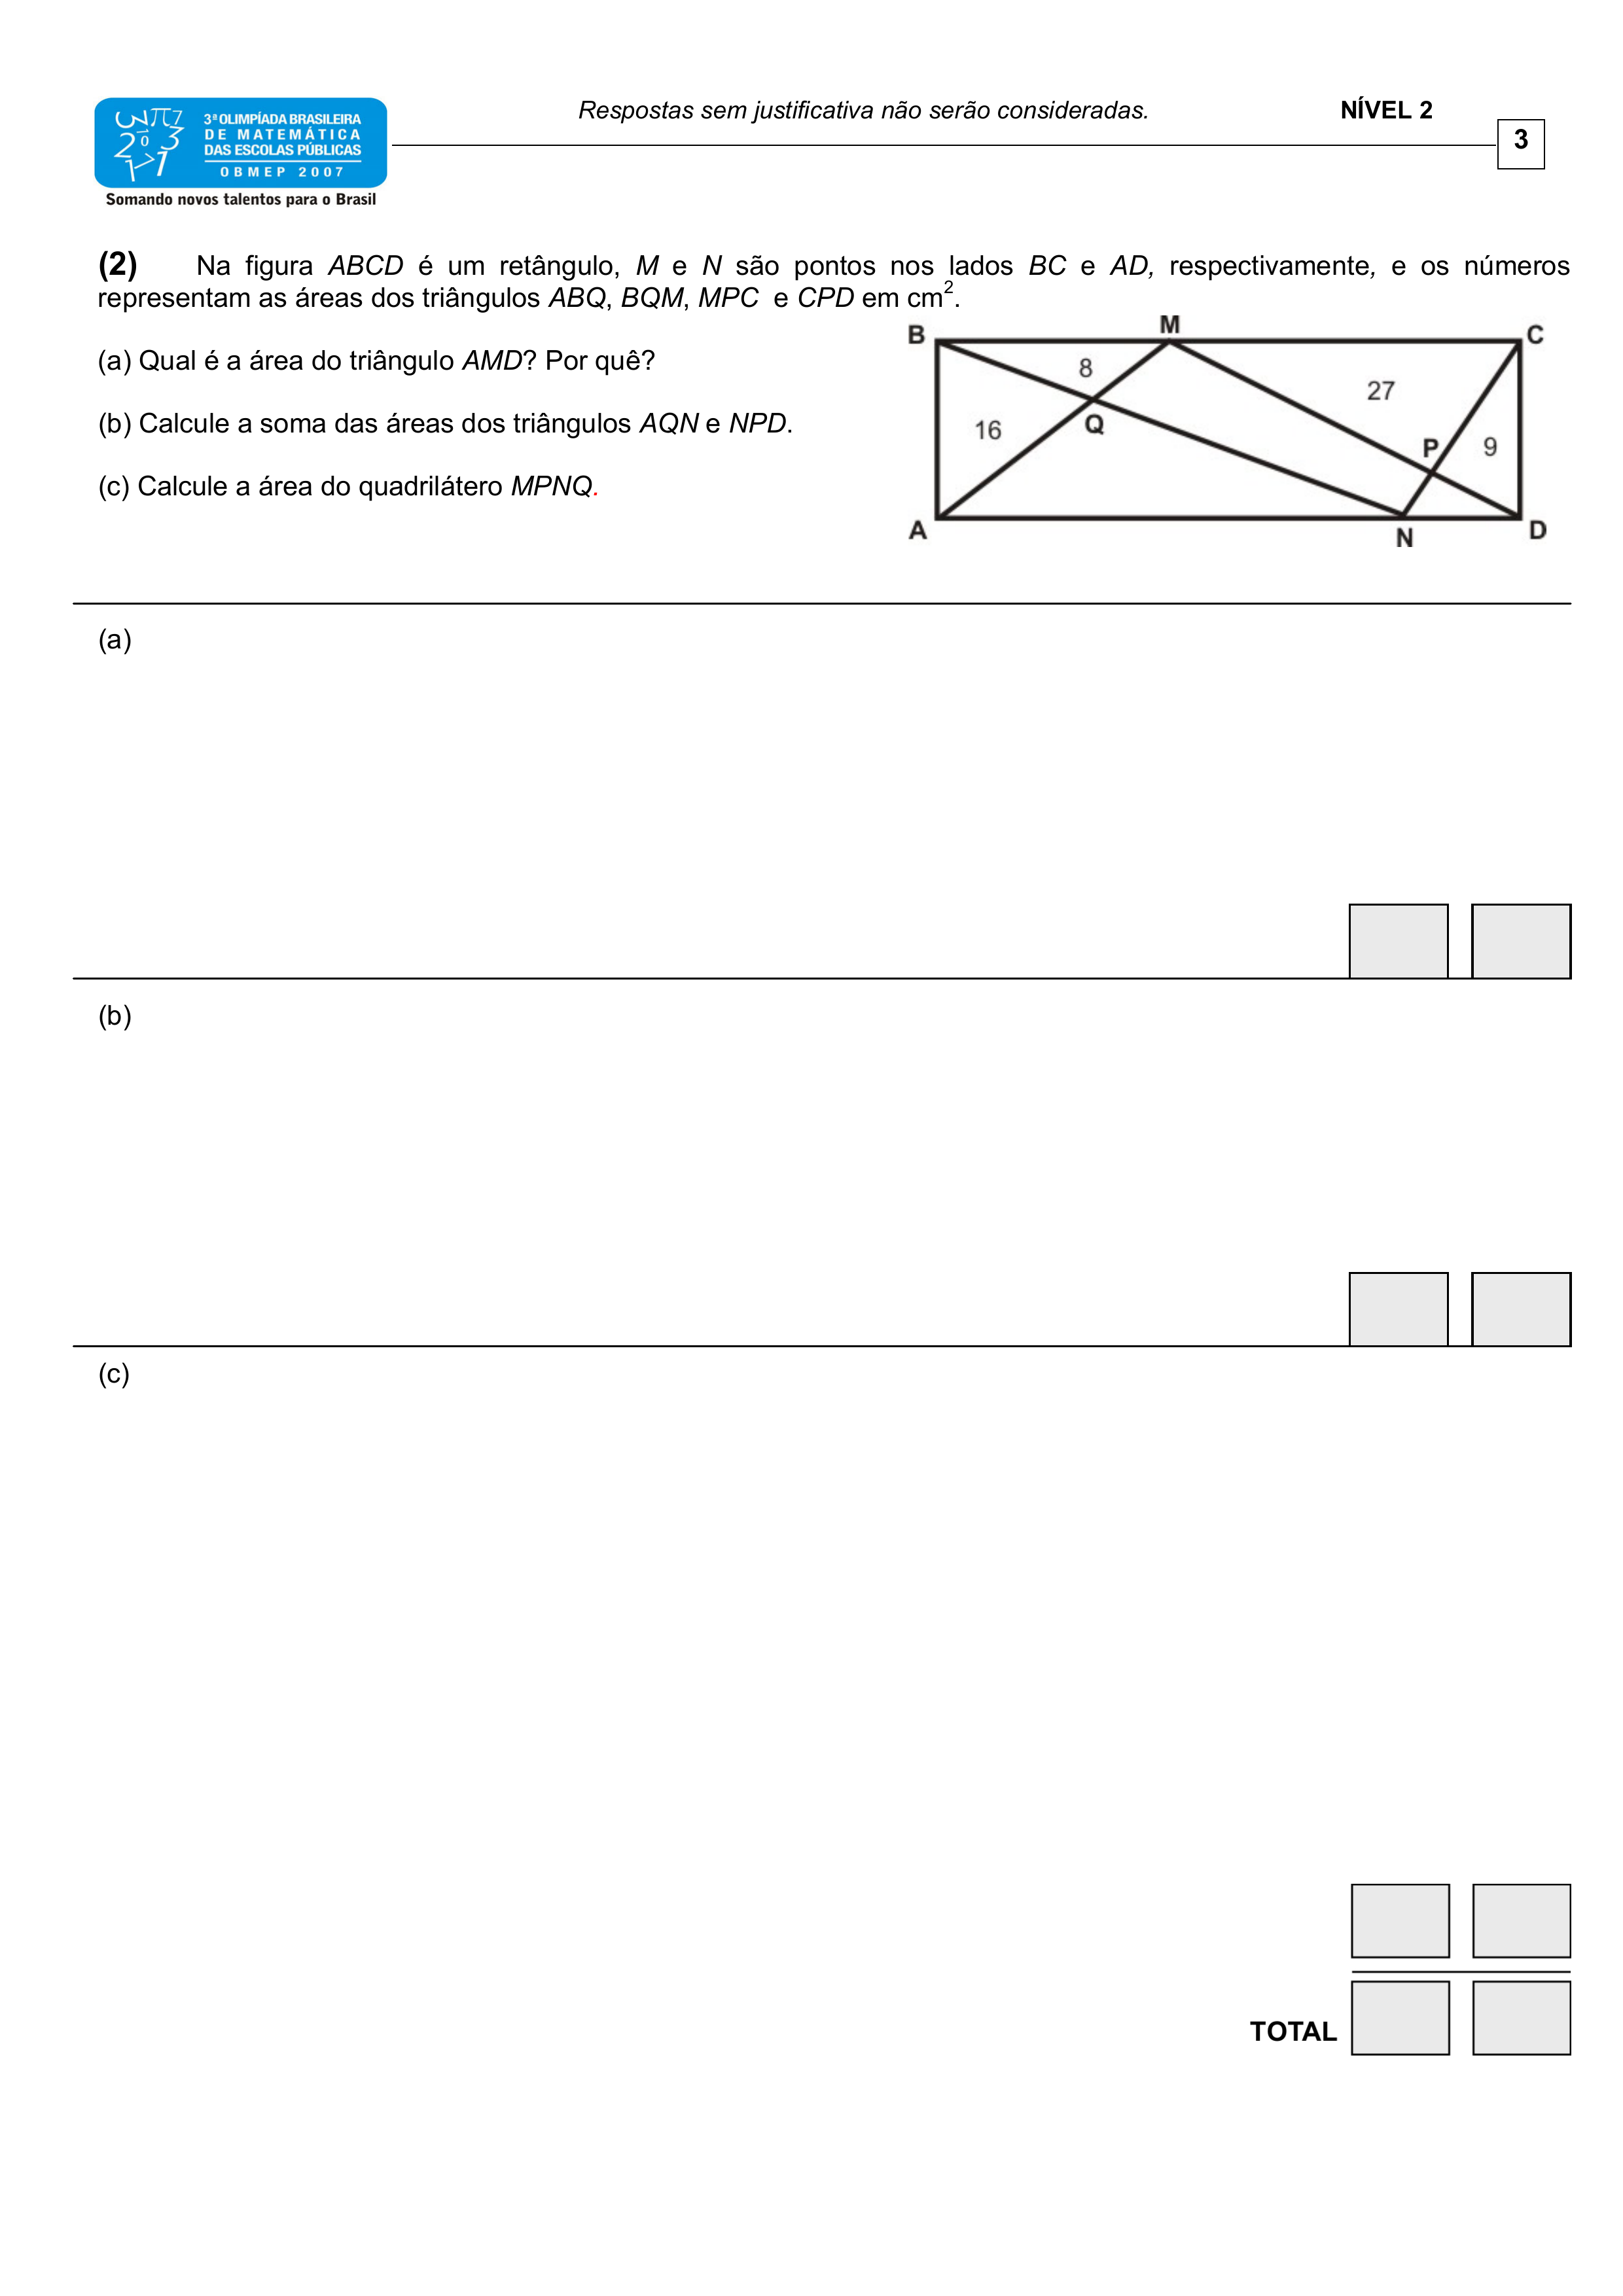 3ª OLIMPÍADA BRASILEIRA
DE MATEMÁTICA
DAS ESCOLAS PÚBLICAS
OBMEP 2007
Somando novos talentos para o Brasil
Respostas sem justificativa não serão consideradas.
NÍVEL 2
3
(2) Na figura ABCD é um retângulo, M e N são pontos nos lados BC e AD, respectivamente, e os números
representam as áreas dos triângulos ABQ, BQM, MPC e CPD em cm².
(a) Qual é a área do triângulo AMD? Por quê?
(b) Calcule a soma das áreas dos triângulos AQN e NPD.
(c) Calcule a área do quadrilátero MPNQ.
B M C
8
27
16 Q P 9
A N D
(a)
(b)
(c)
TOTAL